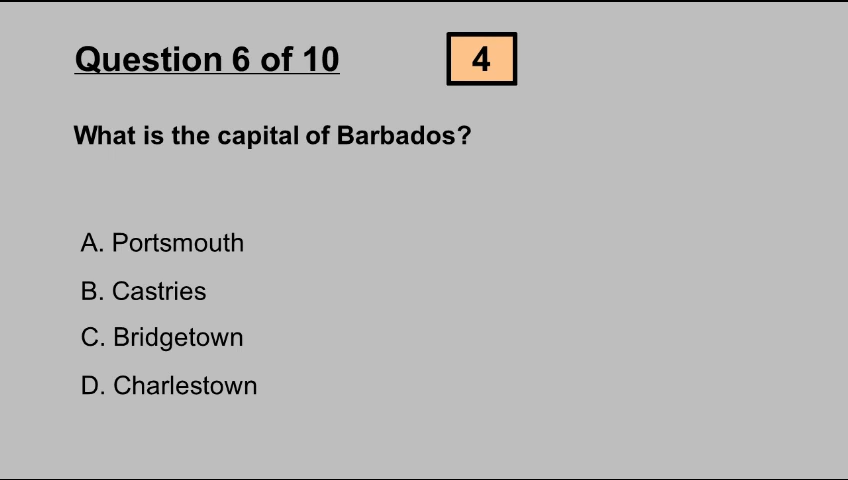 Question 6 of 10
4
What is the capital of Barbados?
A. Portsmouth
B. Castries
C. Bridgetown
D. Charlestown